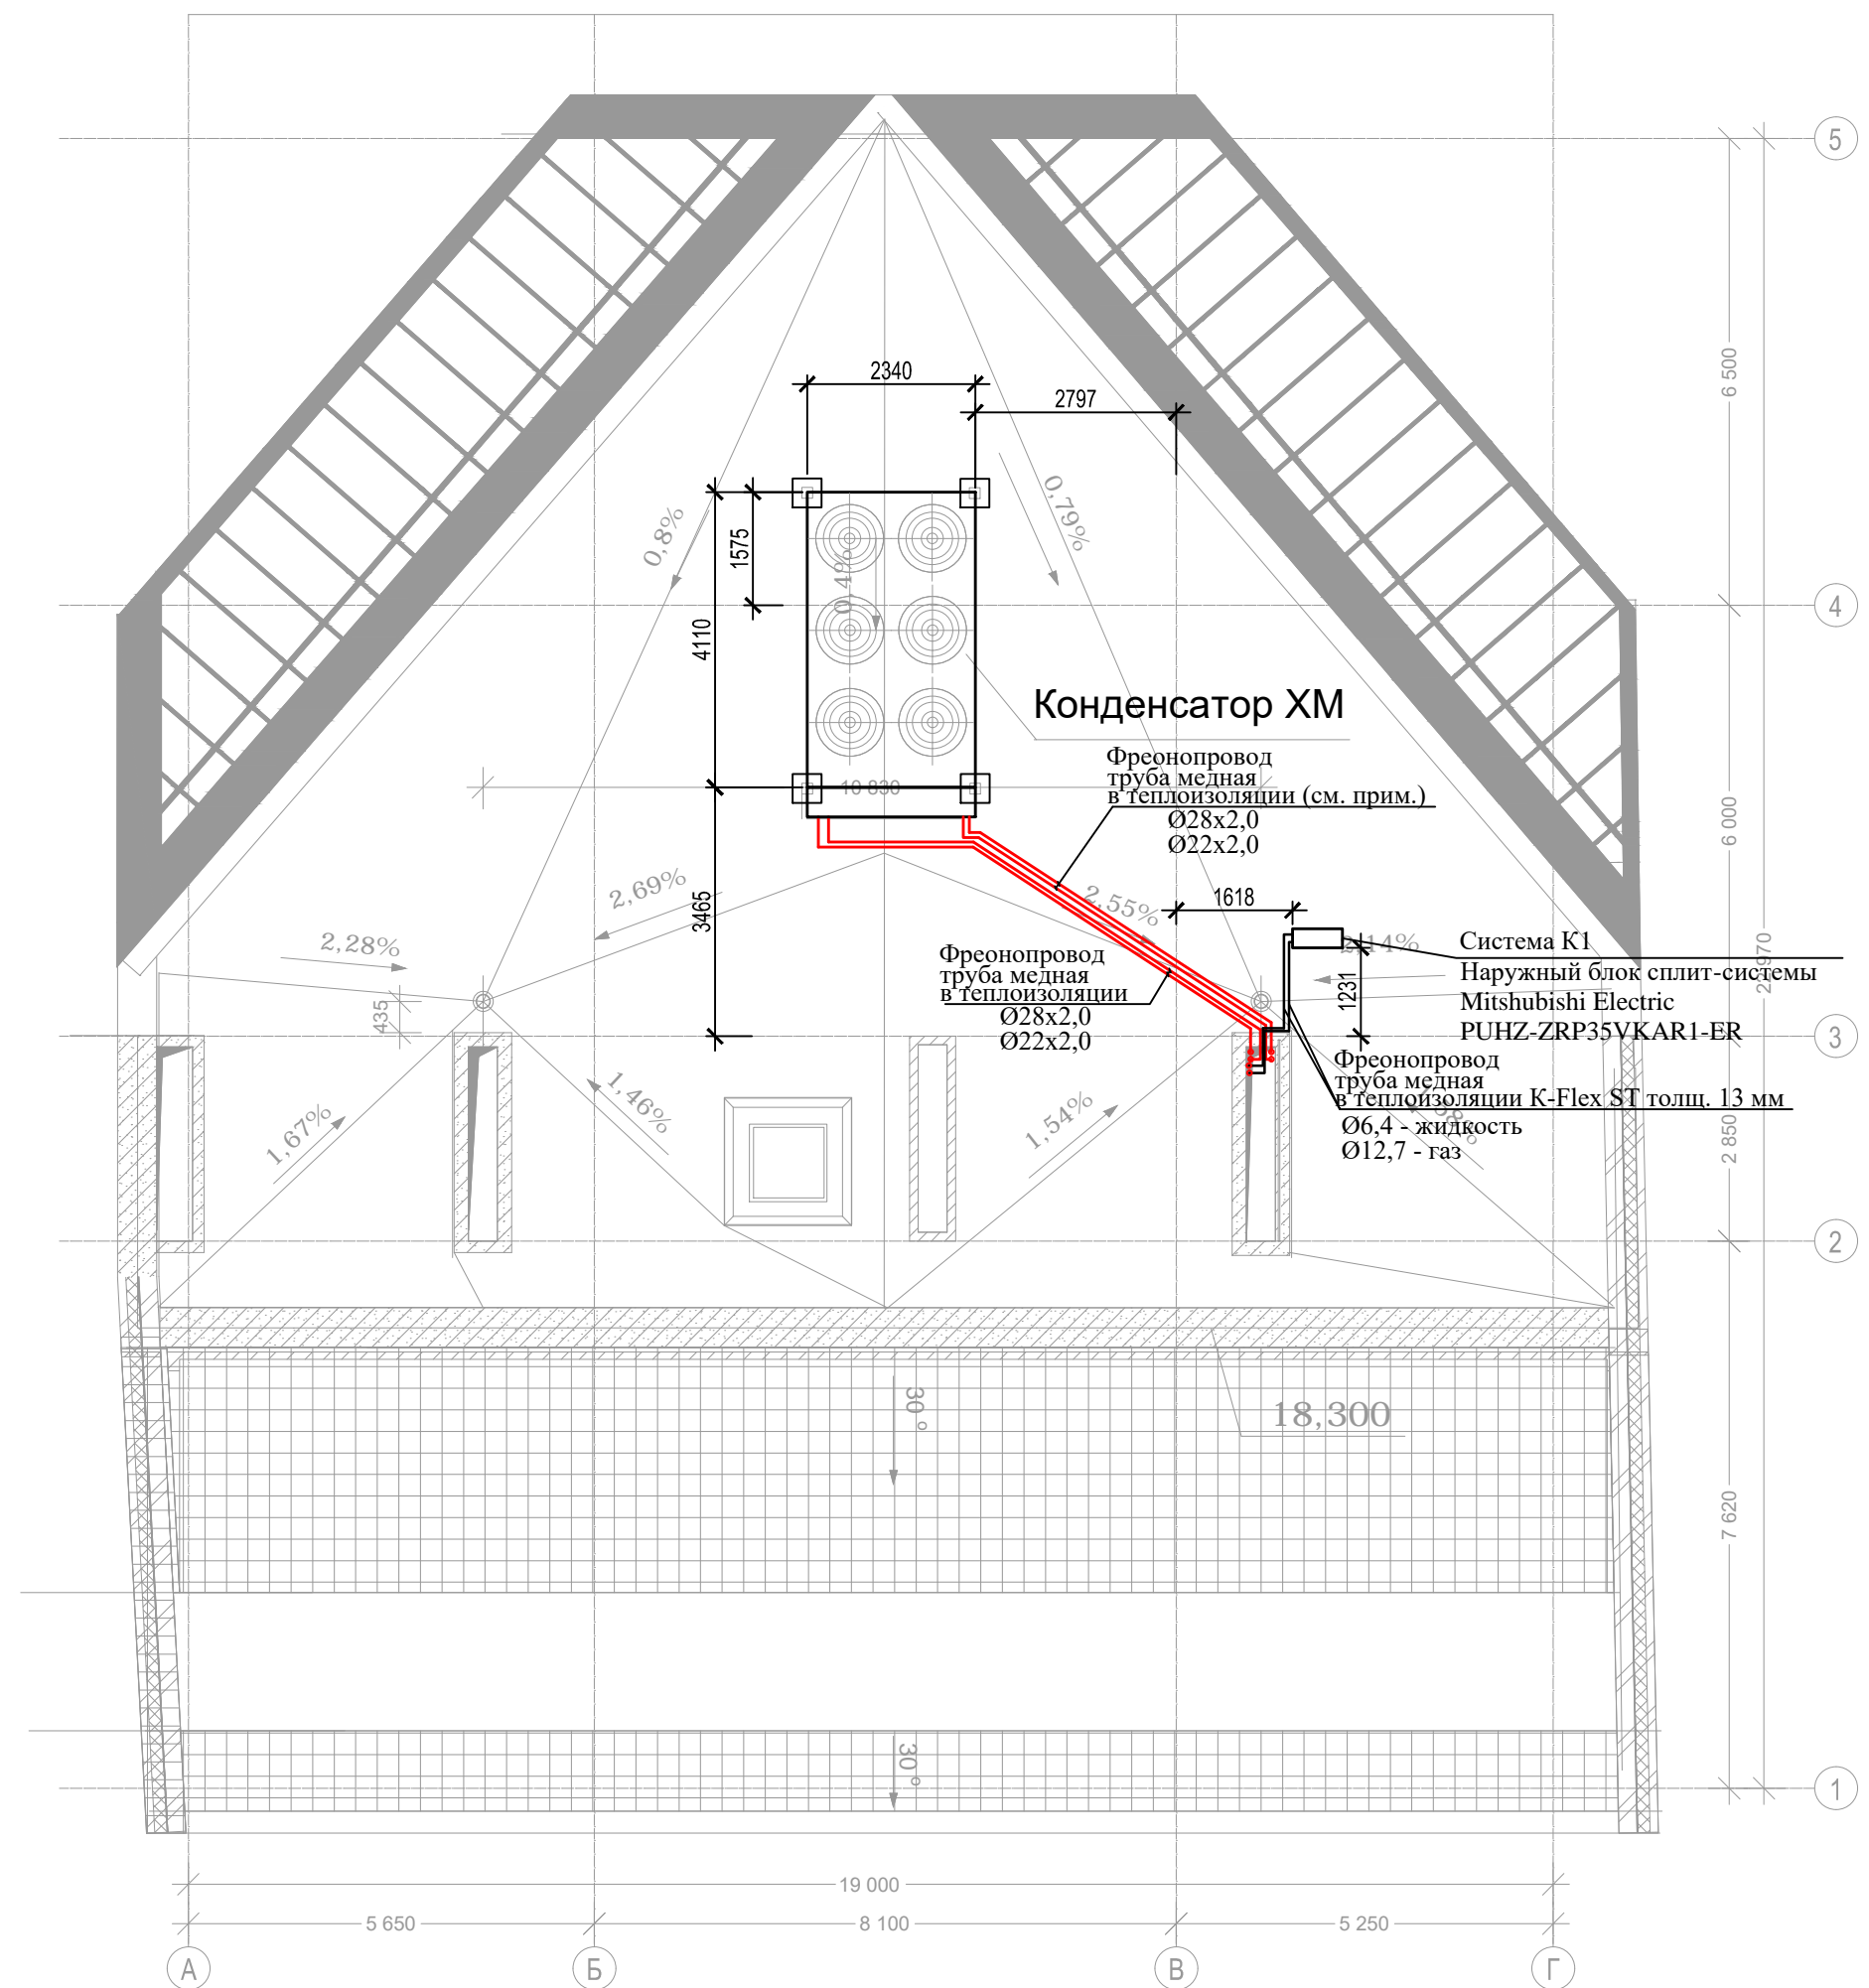 5
6 500
2340
2797
0,8%
0,79%
1575
0,4%
4
4110
Конденсатор ХМ
Фреонопровод
труба медная
в теплоизоляции (см. прим.)
Ø28x2,0
Ø22x2,0
10 830
6 000
2,69%
2,55%
1618
3465
2,28%
2,14%
Система К1
Наружный блок сплит-системы
Mitshubishi Electric
PUHZ-ZRP35VKAR1-ER
Фреонопровод
труба медная
в теплоизоляции
Ø28x2,0
Ø22x2,0
1231
435
3
Фреонопровод
труба медная
в теплоизоляции K-Flex ST толщ. 13 мм
Ø6,4 - жидкость
Ø12,7 - газ
1,67%
1,46%
1,54%
2 850
2
30°
18,300
7 620
30°
1
19 000
5 650
8 100
5 250
А
Б
В
Г